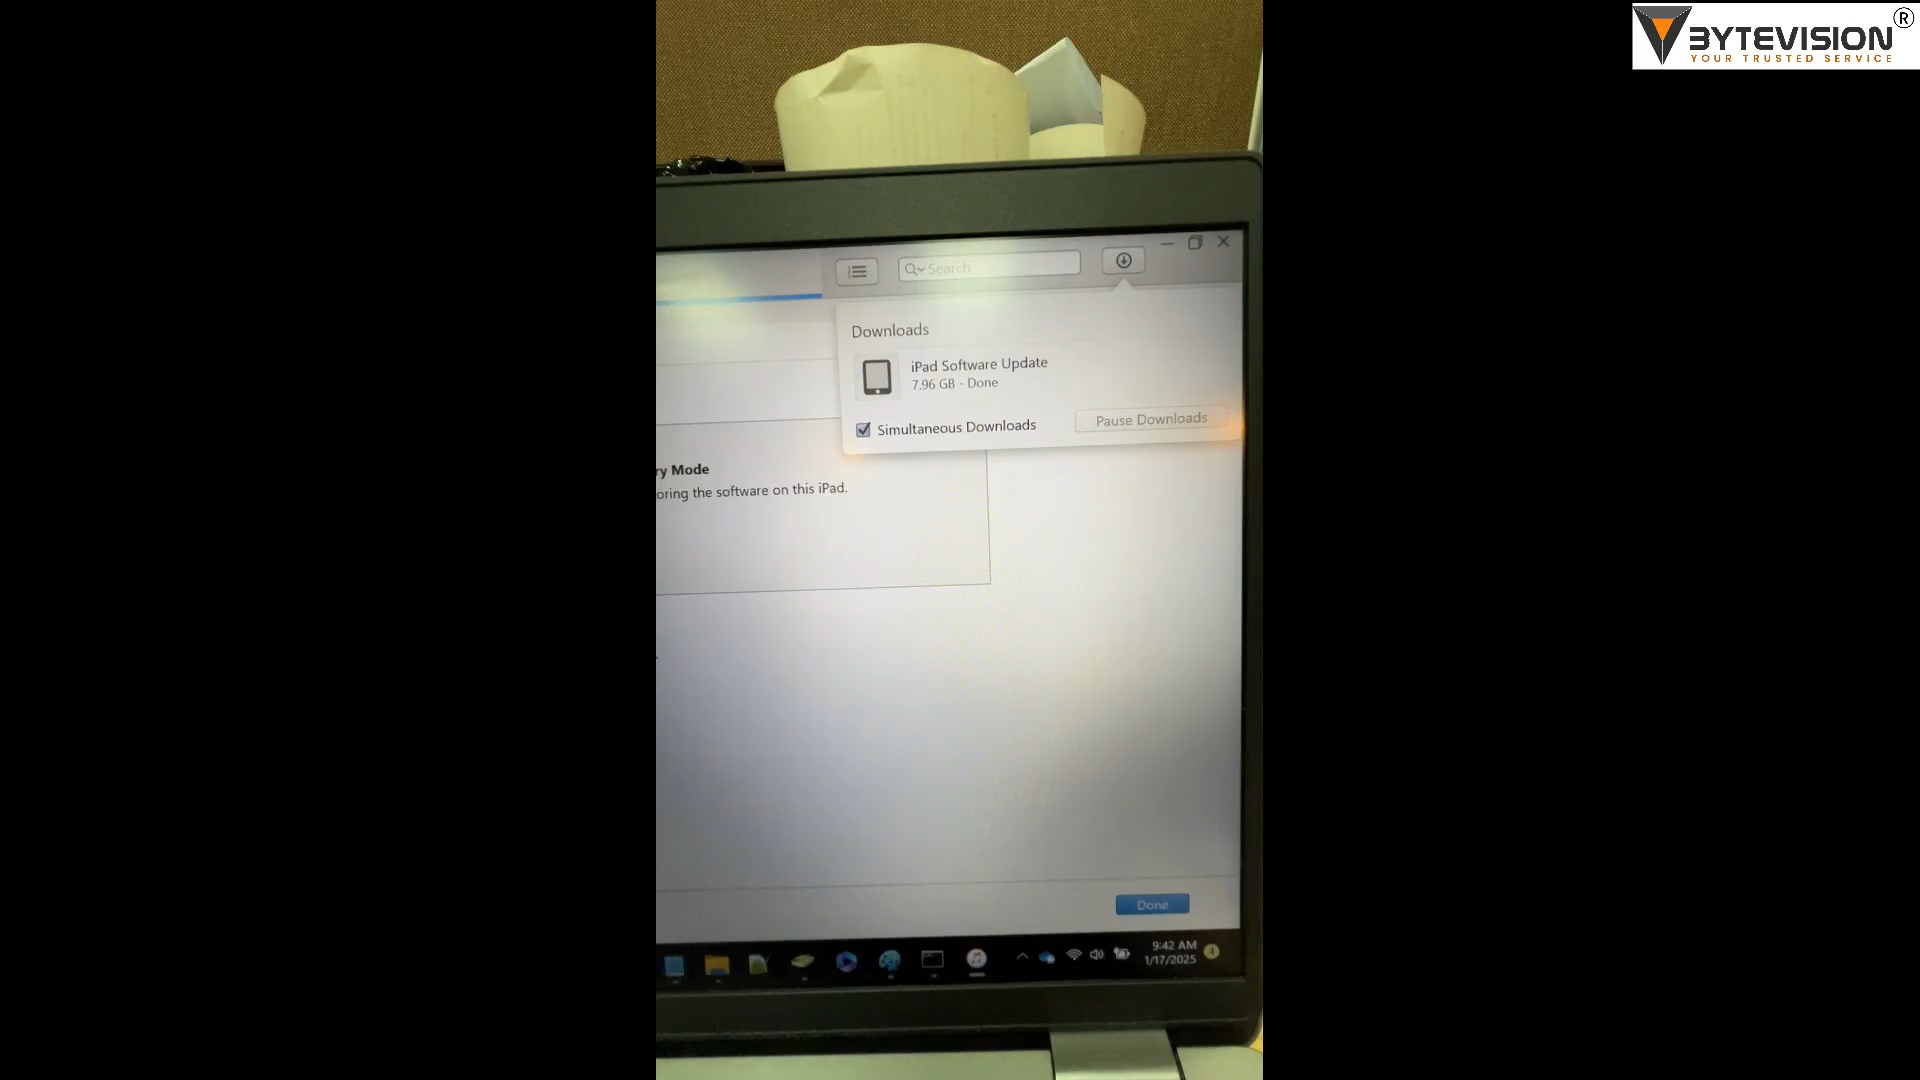 BYTEVISION®
YOUR TRUSTED SERVICE
Search
Downloads
iPad Software Update
7.96 GB - Done
Simultaneous Downloads
Pause Downloads
ry Mode
oring the software on this iPad.
Done
9:42 AM
1/17/2025